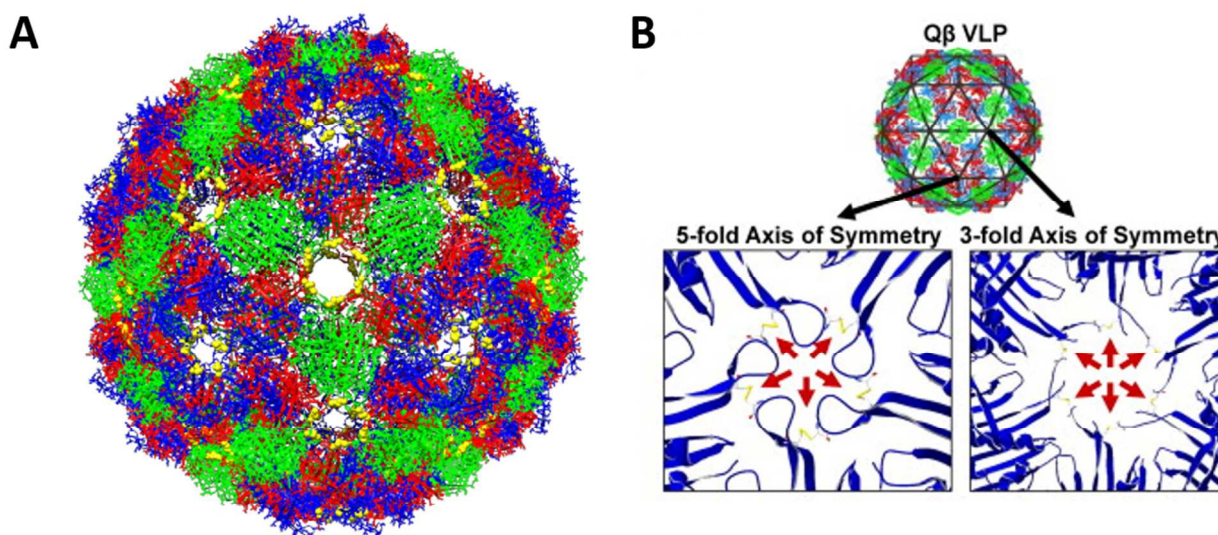 A
B
Qβ VLP
5-fold Axis of Symmetry
3-fold Axis of Symmetry